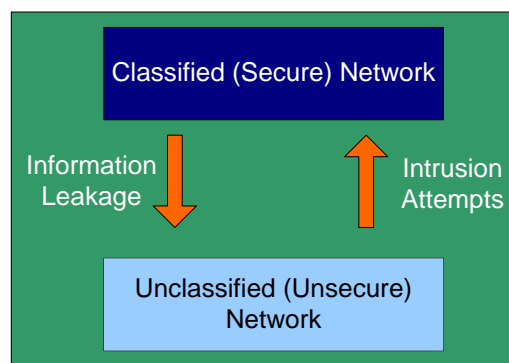 Classified (Secure) Network
Information
Leakage
Intrusion
Attempts
Unclassified (Unsecure)
Network